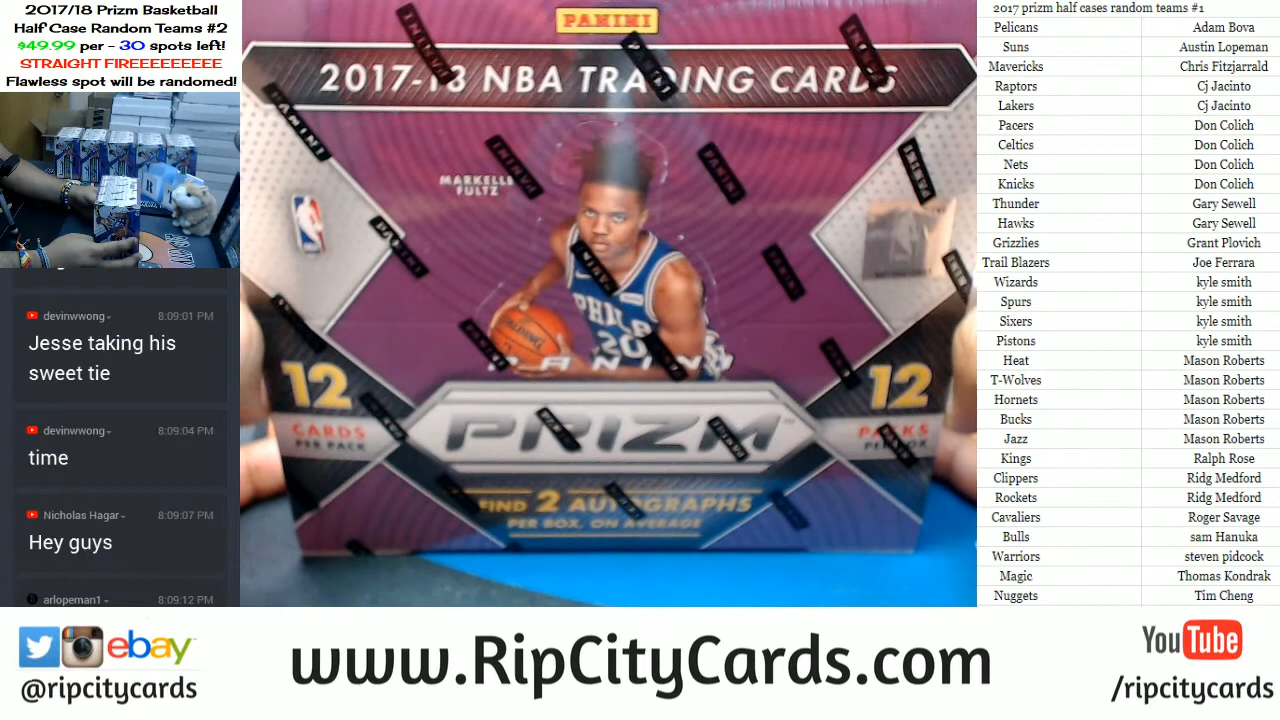 2017/18 Prizm Basketball
Half Case Random Teams #2
$49.99 per - 30 spots left!
STRAIGHT FIREEEEEEEEE
Flawless spot will be randomed!
devinwwong
8:09:01 PM
Jesse taking his
sweet tie
devinwwong
8:09:04 PM
time
Nicholas Hagar
8:09:07 PM
Hey guys
arlopeman1
8:09:12 PM
PANINI
2017-18 NBA TRADING CARDS
MARKELLE
FULTZ
PHILA
20
SPALDING
PANINI
12
CARDS
PER PACK
12
PACKS
PER BOX
PRIZM
FIND 2 AUTOGRAPHS
PER BOX, ON AVERAGE
2017 prizm half cases random teams #1
Pelicans Adam Bova
Suns Austin Lopeman
Mavericks Chris Fitzjarrald
Raptors Cj Jacinto
Lakers Cj Jacinto
Pacers Don Colich
Celtics Don Colich
Nets Don Colich
Knicks Don Colich
Thunder Gary Sewell
Hawks Gary Sewell
Grizzlies Grant Plovich
Trail Blazers Joe Ferrara
Wizards kyle smith
Spurs kyle smith
Sixers kyle smith
Pistons kyle smith
Heat Mason Roberts
T-Wolves Mason Roberts
Hornets Mason Roberts
Bucks Mason Roberts
Jazz Mason Roberts
Kings Ralph Rose
Clippers Ridg Medford
Rockets Ridg Medford
Cavaliers Roger Savage
Bulls sam Hanuka
Warriors steven pidcock
Magic Thomas Kondrak
Nuggets Tim Cheng
ebay
@ripcitycards
www.RipCityCards.com
YouTube
/ripcitycards